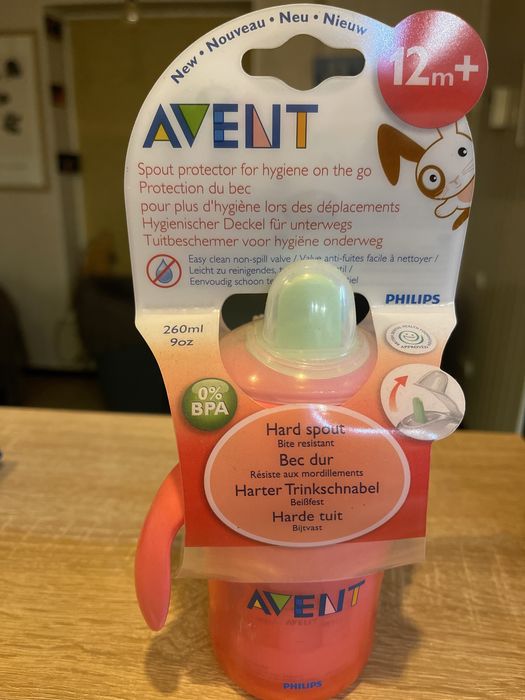 New • Nouveau • Neu • Nieuw
12m+
AVENT
Spout protector for hygiene on the go
Protection du bec
pour plus d'hygiène lors des déplacements
Hygienischer Deckel für unterwegs
Tuitbeschermer voor hygiëne onderweg
Easy clean non-spill valve / Valve anti-fuites facile à nettoyer /
Leicht zu reinigendes,
Eenvoudig schoon
PHILIPS
260ml
9oz
APPROVED
0%
BPA
Hard spout
Bite resistant
Bec dur
Résiste aux mordillements
Harter Trinkschnabel
Beißfest
Harde tuit
Bijtvast
AVENT
PHILIPS